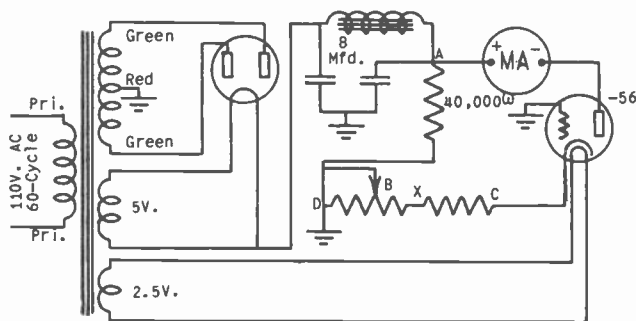 Green
Red
Green
Pri.
110V. AC
60-Cycle
Pri.
5V.
2.5V.
8
Mfd.
A
+ MA -
40,000ω
-56
D
B
X
C